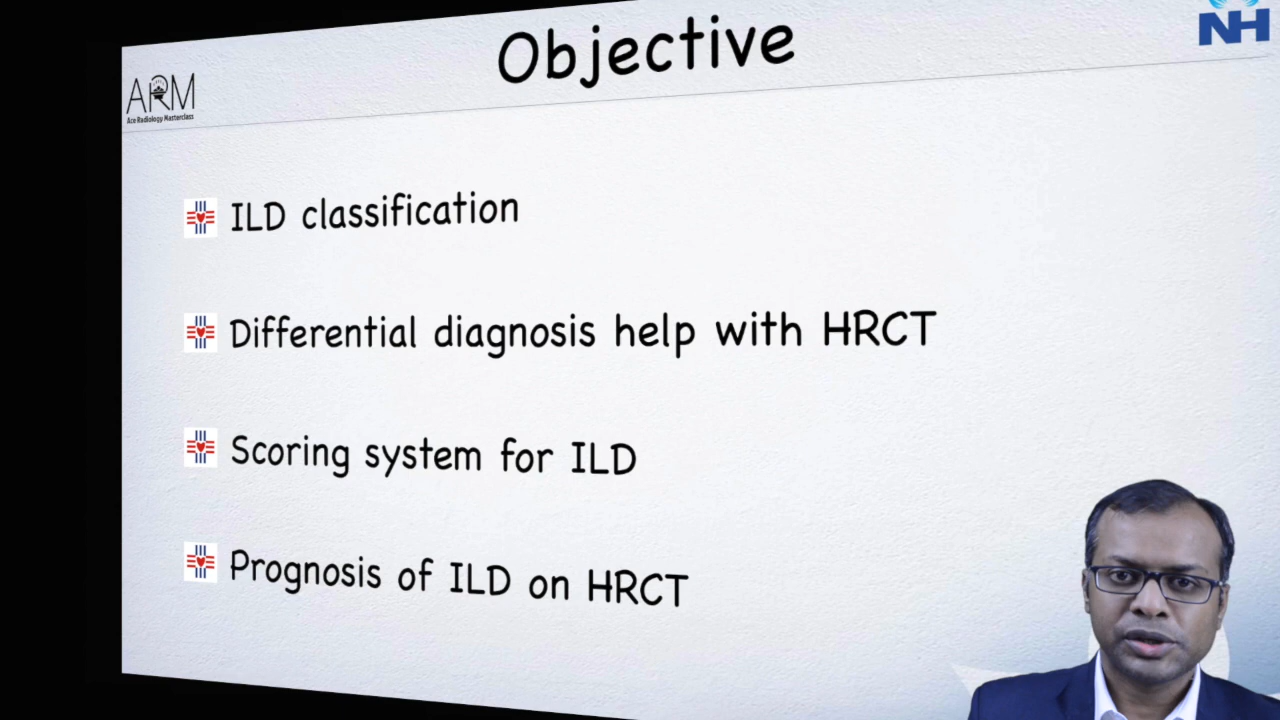 Objective
NH
ARM
Ace Radiology Masterclass
ILD classification
Differential diagnosis help with HRCT
Scoring system for ILD
Prognosis of ILD on HRCT